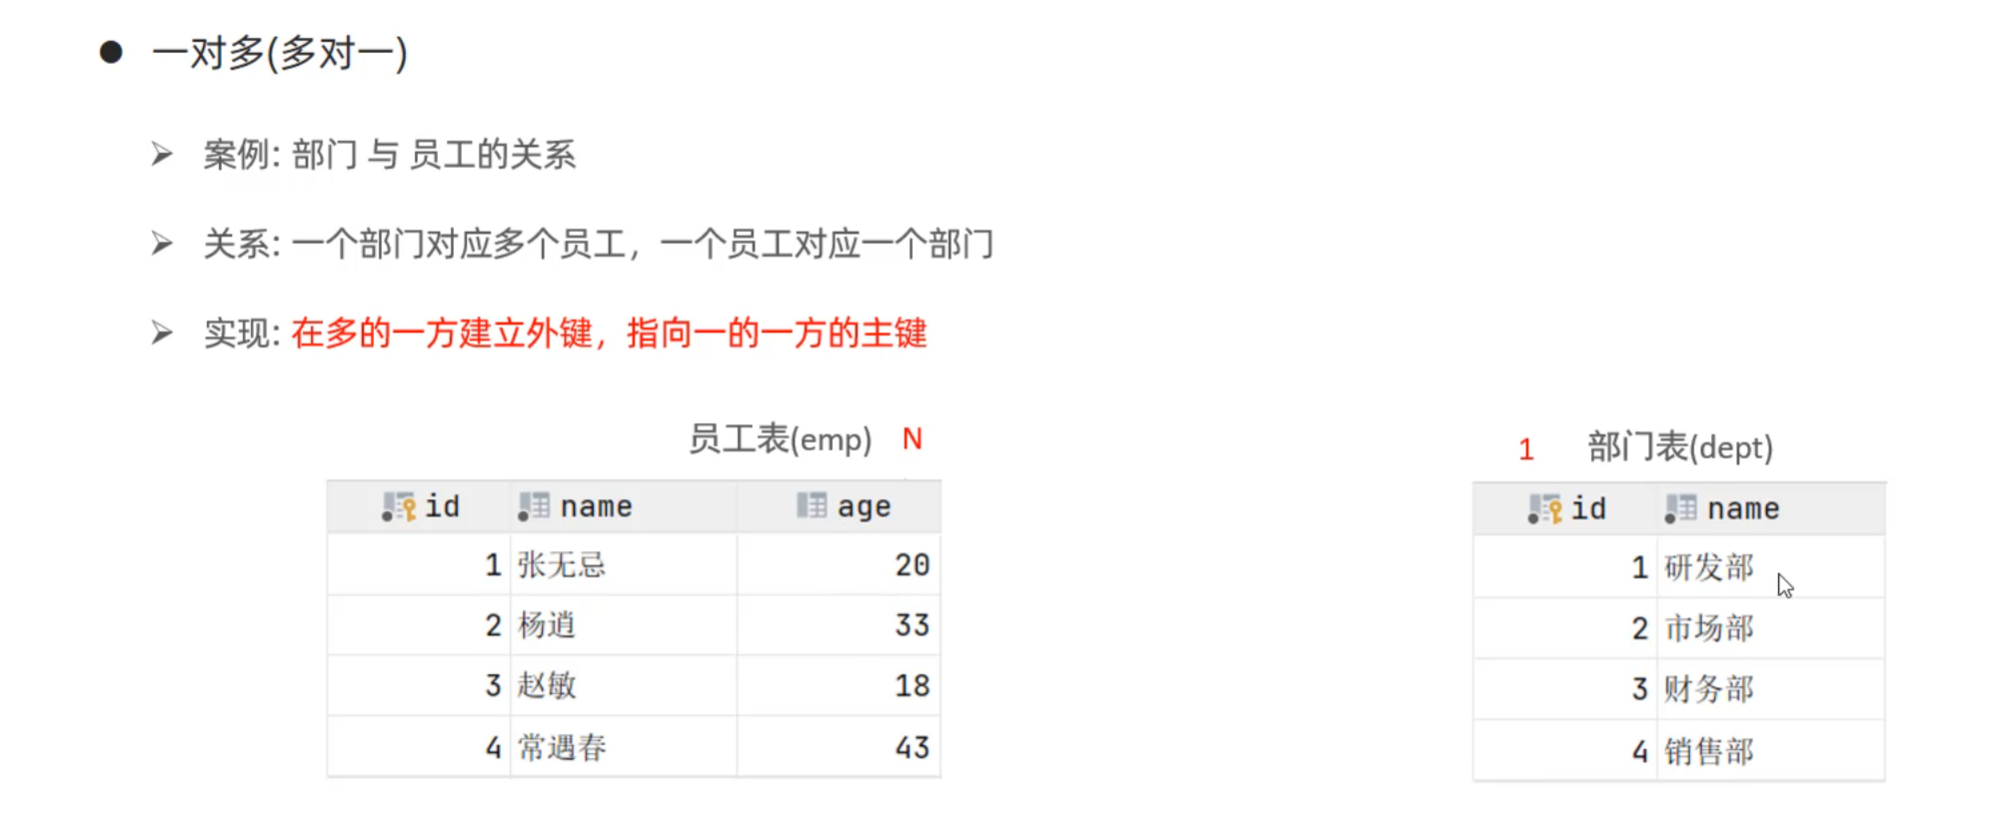 ● 一对多(多对一)
➢ 案例: 部门 与 员工的关系
➢ 关系: 一个部门对应多个员工，一个员工对应一个部门
➢ 实现: 在多的一方建立外键，指向一的一方的主键
员工表(emp) N
id name age
1 张无忌 20
2 杨逍 33
3 赵敏 18
4 常遇春 43
1 部门表(dept)
id name
1 研发部
2 市场部
3 财务部
4 销售部